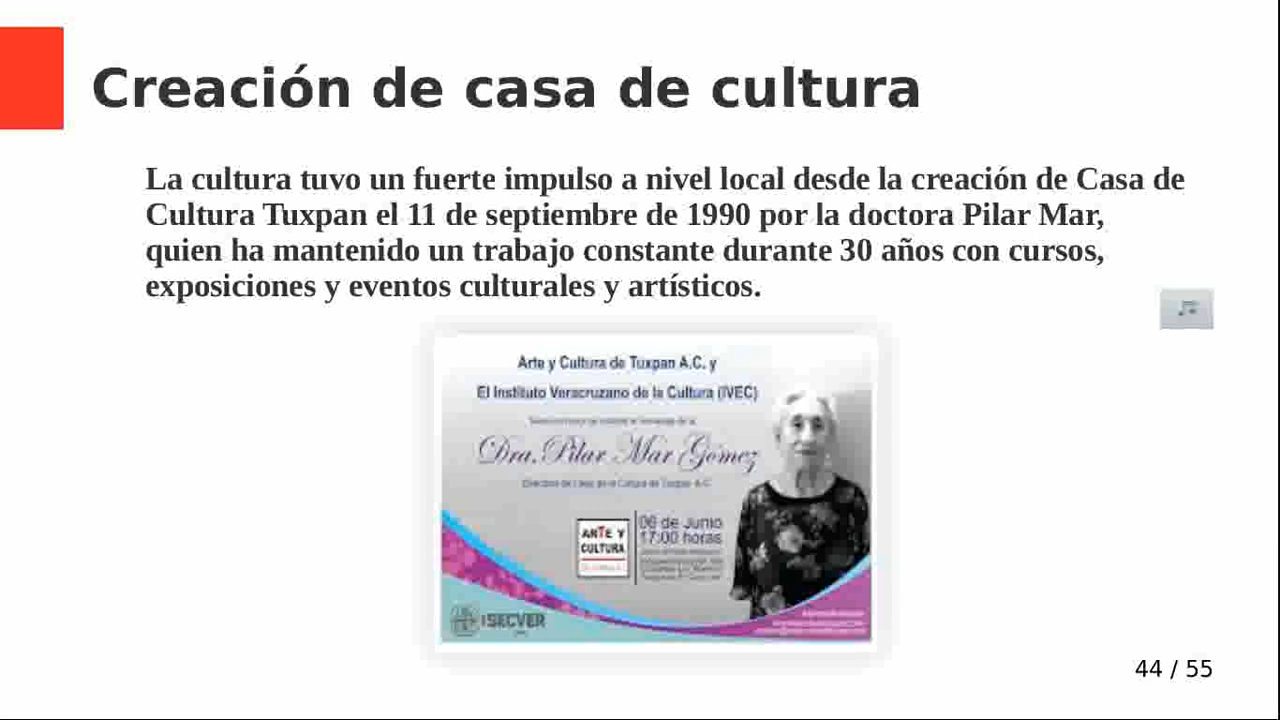 Creación de casa de cultura
La cultura tuvo un fuerte impulso a nivel local desde la creación de Casa de
Cultura Tuxpan el 11 de septiembre de 1990 por la doctora Pilar Mar,
quien ha mantenido un trabajo constante durante 30 años con cursos,
exposiciones y eventos culturales y artísticos.
Arte y Cultura de Tuxpan A.C. y
El Instituto Veracruzano de la Cultura (IVEC)
Dra. Pilar Mar Gómez
06 de Junio
17:00 horas
ARTE Y
CULTURA
ISECVER
44 / 55